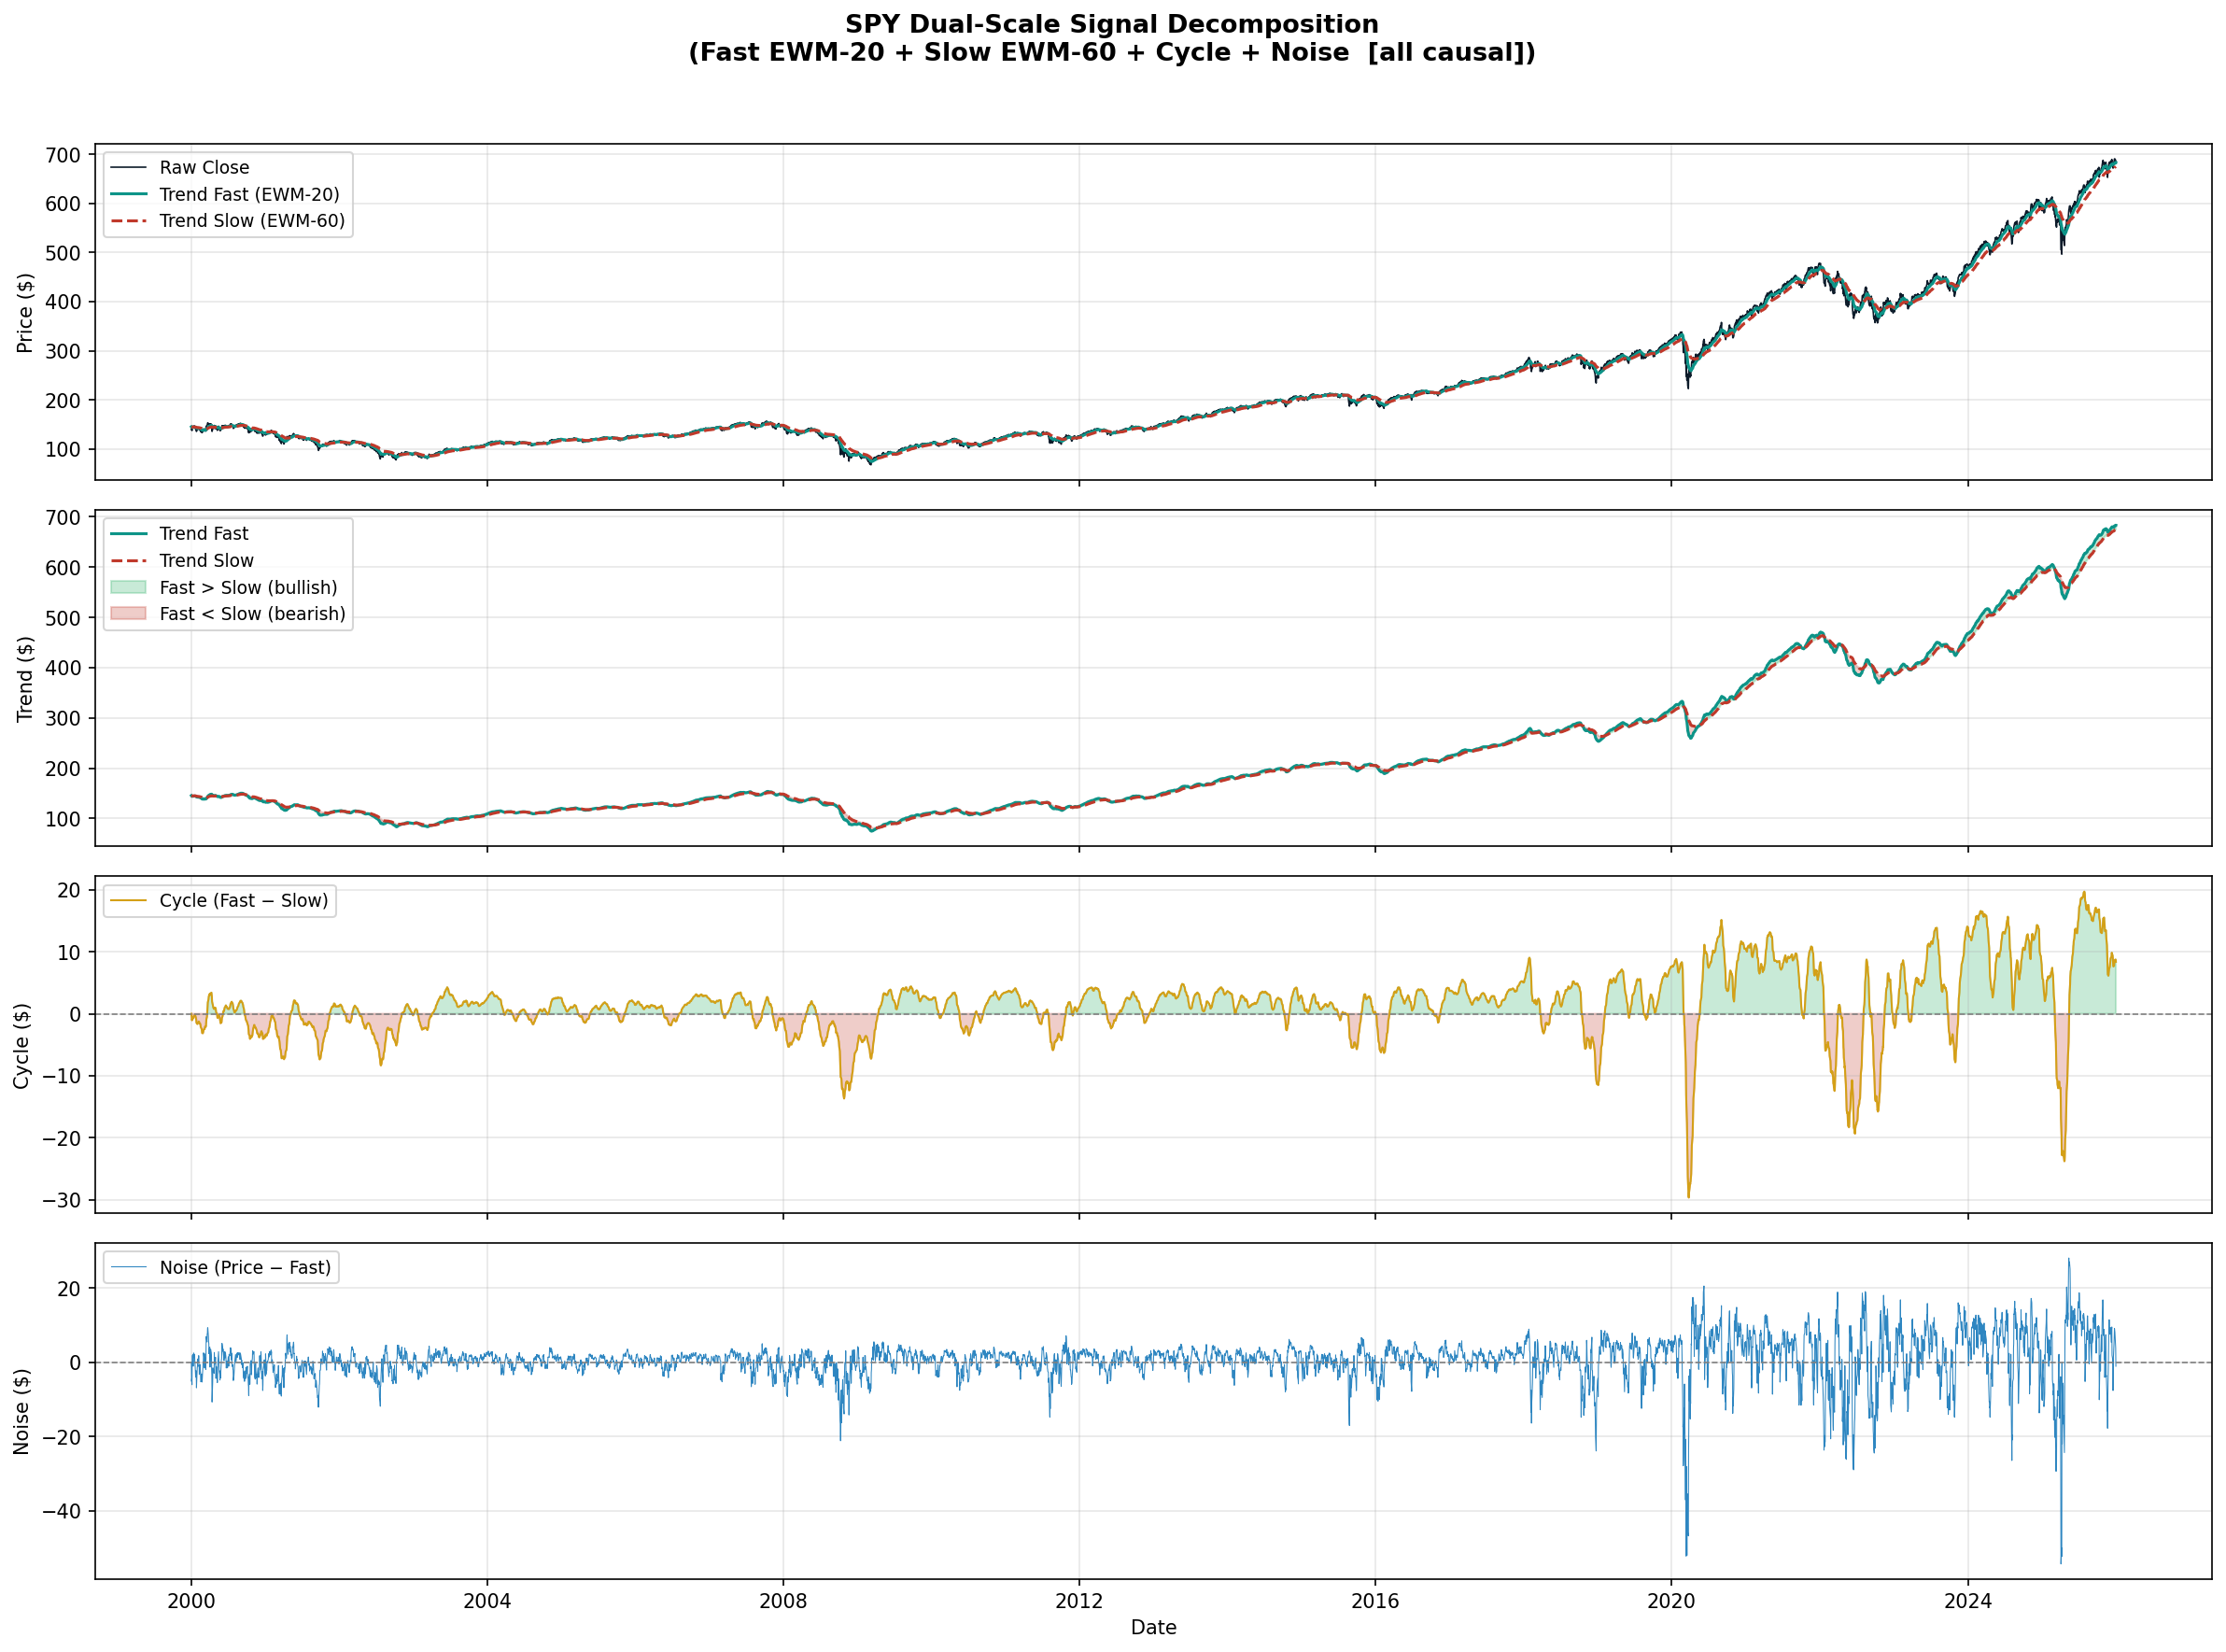 SPY Dual-Scale Signal Decomposition
(Fast EWM-20 + Slow EWM-60 + Cycle + Noise  [all causal])
Price ($)
700
600
500
400
300
200
100
Raw Close
Trend Fast (EWM-20)
Trend Slow (EWM-60)
Trend ($)
700
600
500
400
300
200
100
Trend Fast
Trend Slow
Fast > Slow (bullish)
Fast < Slow (bearish)
Cycle ($)
20
10
0
−10
−20
−30
Cycle (Fast − Slow)
Noise ($)
20
0
−20
−40
Noise (Price − Fast)
2000 2004 2008 2012 2016 2020 2024
Date